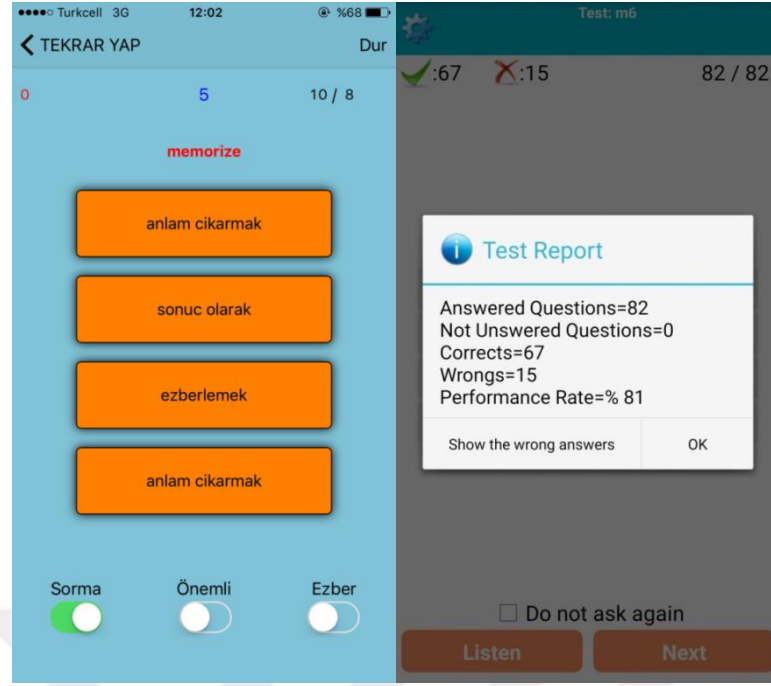 Turkcell 3G 12:02 %68
TEKRAR YAP Dur
0 5 10 / 8
memorize
anlam cikarmak
sonuc olarak
ezberlemek
anlam cikarmak
Sorma Önemli Ezber
Test: m6
:67 :15 82 / 82
Test Report
Answered Questions=82
Not Unswered Questions=0
Corrects=67
Wrongs=15
Performance Rate=% 81
Show the wrong answers OK
Do not ask again
Listen Next